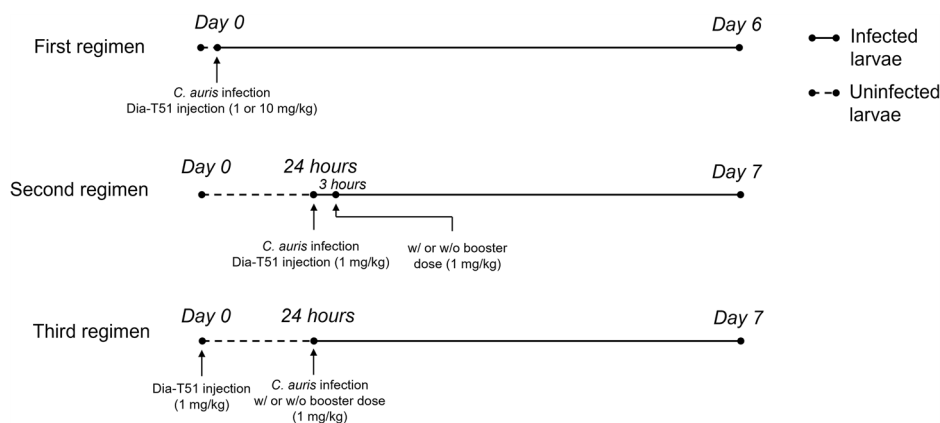 Day 0
Day 6
First regimen
Infected
larvae
C. auris infection
Dia-T51 injection (1 or 10 mg/kg)
Uninfected
larvae
Day 0
24 hours
Day 7
Second regimen
3 hours
C. auris infection
Dia-T51 injection (1 mg/kg)
w/ or w/o booster
dose (1 mg/kg)
Day 0
24 hours
Day 7
Third regimen
Dia-T51 injection
(1 mg/kg)
C. auris infection
w/ or w/o booster dose
(1 mg/kg)